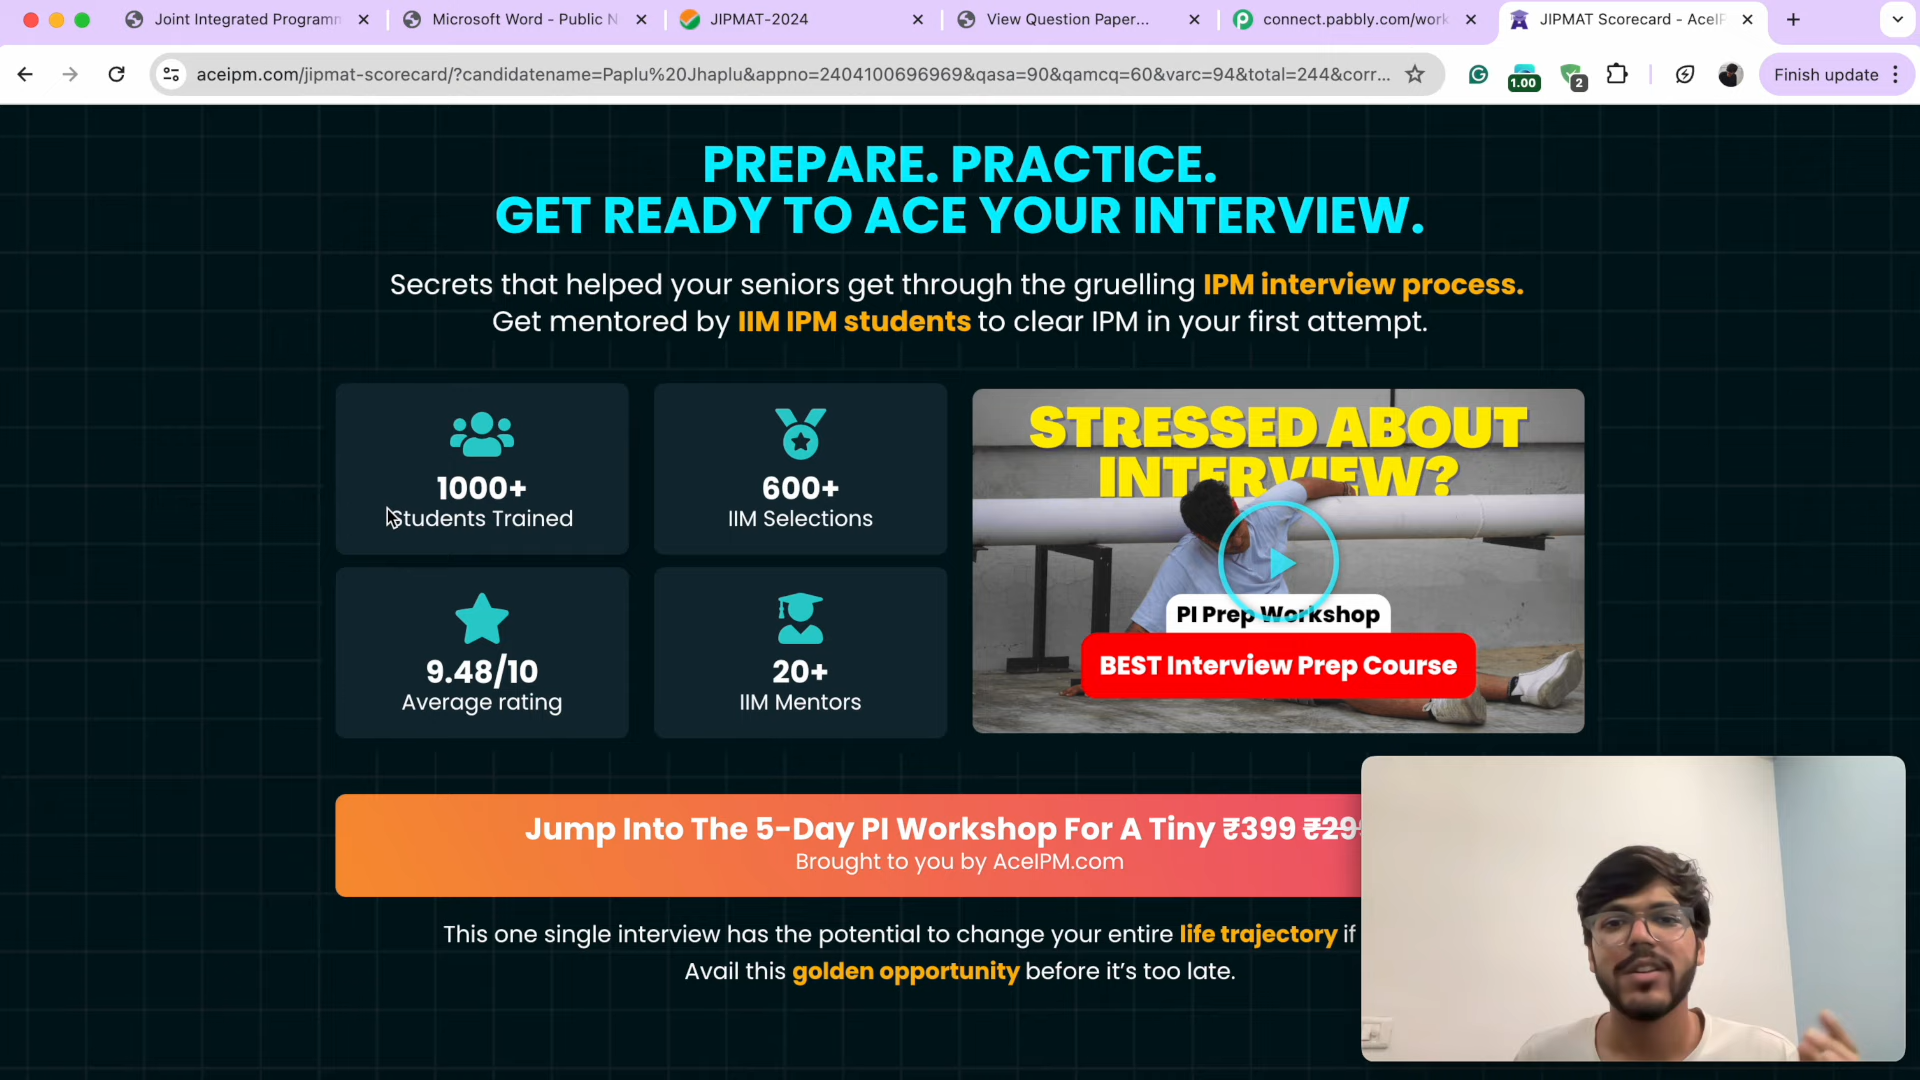 Joint Integrated Programm
Microsoft Word - Public N
JIPMAT-2024
View Question Paper...
connect.pabbly.com/work
JIPMAT Scorecard - AceIP
aceipm.com/jipmat-scorecard/?candidatename=Paplu%20Jhaplu&appno=2404100696969&qasa=90&qamcq=60&varc=94&total=244&corr...
1.00
2
Finish update
PREPARE. PRACTICE.
GET READY TO ACE YOUR INTERVIEW.
Secrets that helped your seniors get through the gruelling IPM interview process.
Get mentored by IIM IPM students to clear IPM in your first attempt.
1000+
Students Trained
600+
IIM Selections
9.48/10
Average rating
20+
IIM Mentors
STRESSED ABOUT
INTERVIEW?
PI Prep Workshop
BEST Interview Prep Course
Jump Into The 5-Day PI Workshop For A Tiny ₹399
Brought to you by AceIPM.com
This one single interview has the potential to change your entire life trajectory if
Avail this golden opportunity before it's too late.